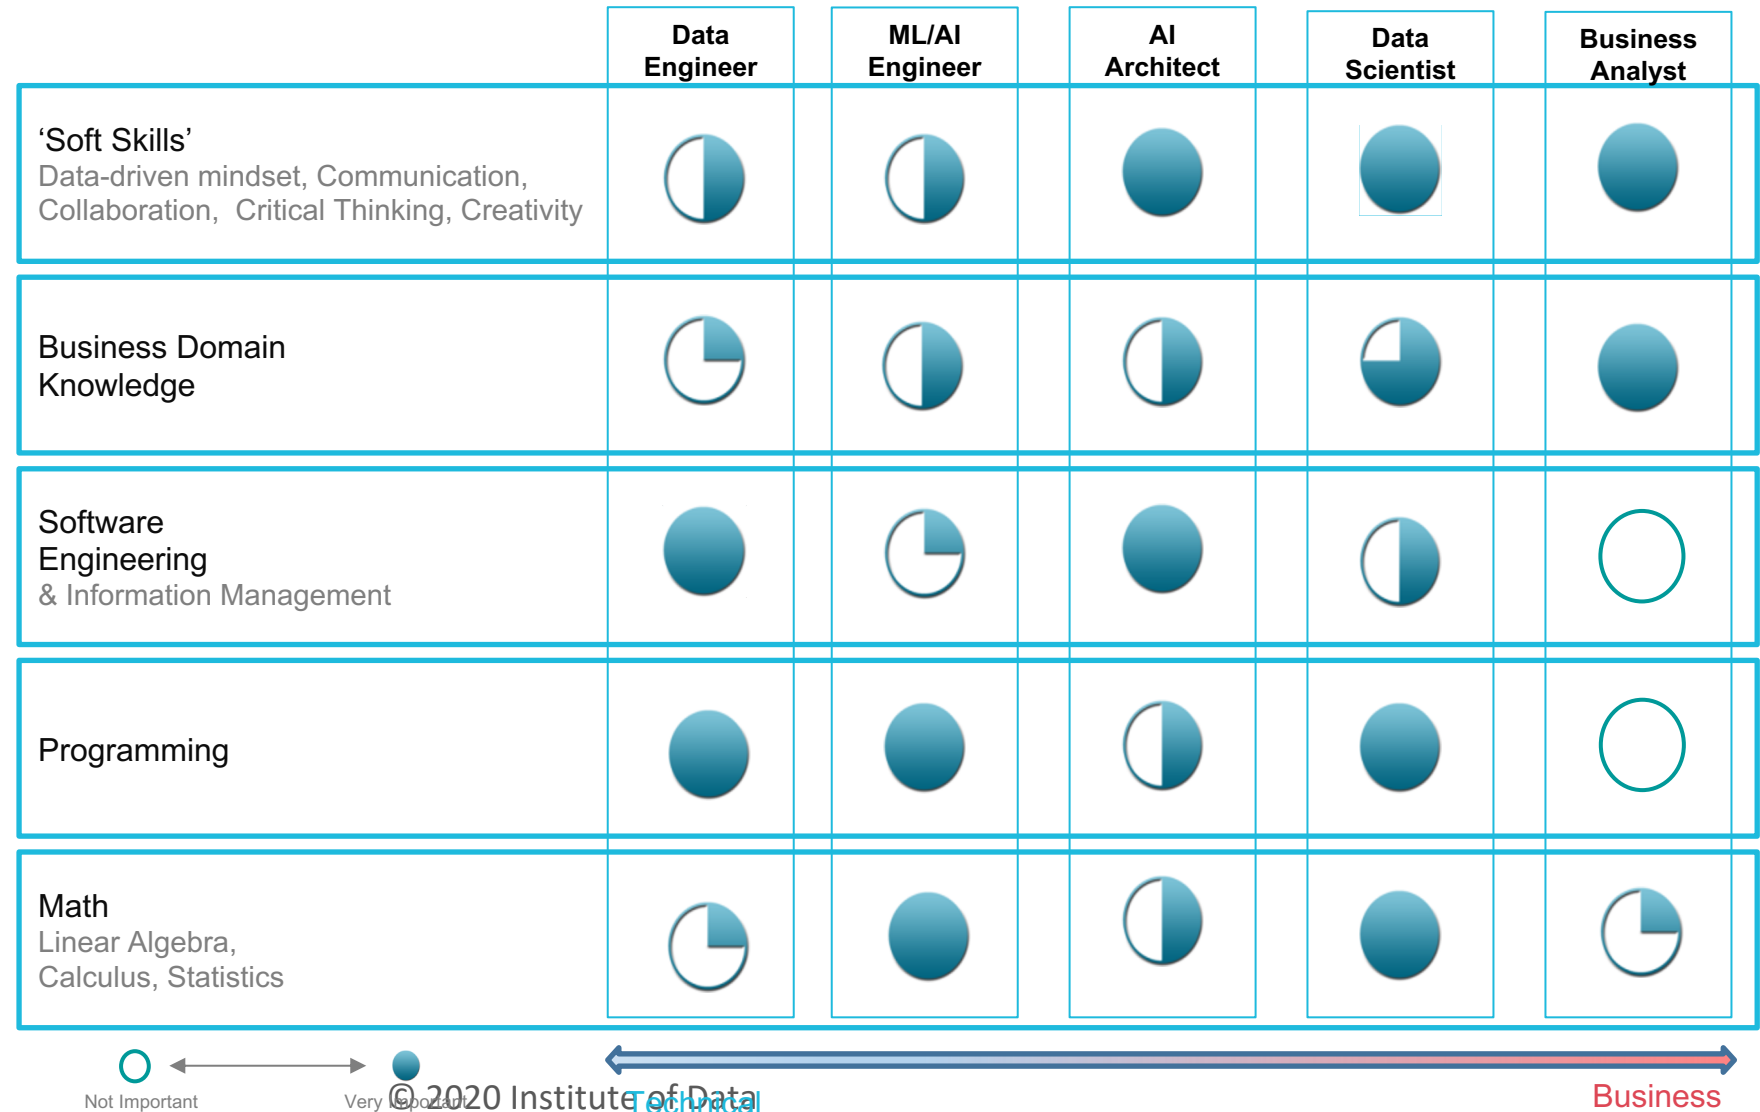 Data
Engineer
ML/AI
Engineer
AI
Architect
Data
Scientist
Business
Analyst
‘Soft Skills’
Data-driven mindset, Communication,
Collaboration, Critical Thinking, Creativity
Business Domain
Knowledge
Software
Engineering
& Information Management
Programming
Math
Linear Algebra,
Calculus, Statistics
Not Important
Very Important
© 2020 Institute of Data
Technical
Business